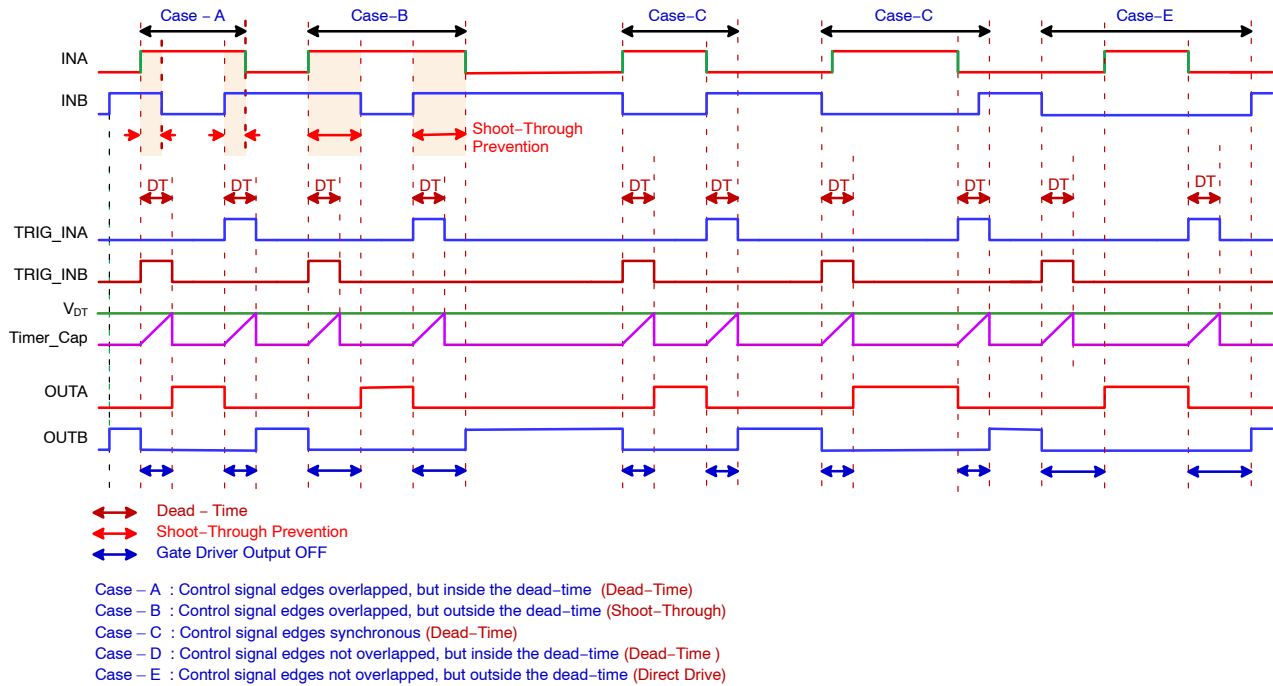 Case - A
Case-B
Case-C
Case-C
Case-E
INA
INB
Shoot-Through
Prevention
DT
DT
DT
DT
DT
DT
DT
DT
DT
DT
TRIG_INA
TRIG_INB
VDT
Timer_Cap
OUTA
OUTB
Dead - Time
Shoot-Through Prevention
Gate Driver Output OFF
Case - A : Control signal edges overlapped, but inside the dead-time (Dead-Time)
Case - B : Control signal edges overlapped, but outside the dead-time (Shoot-Through)
Case - C : Control signal edges synchronous (Dead-Time)
Case - D : Control signal edges not overlapped, but inside the dead-time (Dead-Time )
Case - E : Control signal edges not overlapped, but outside the dead-time (Direct Drive)